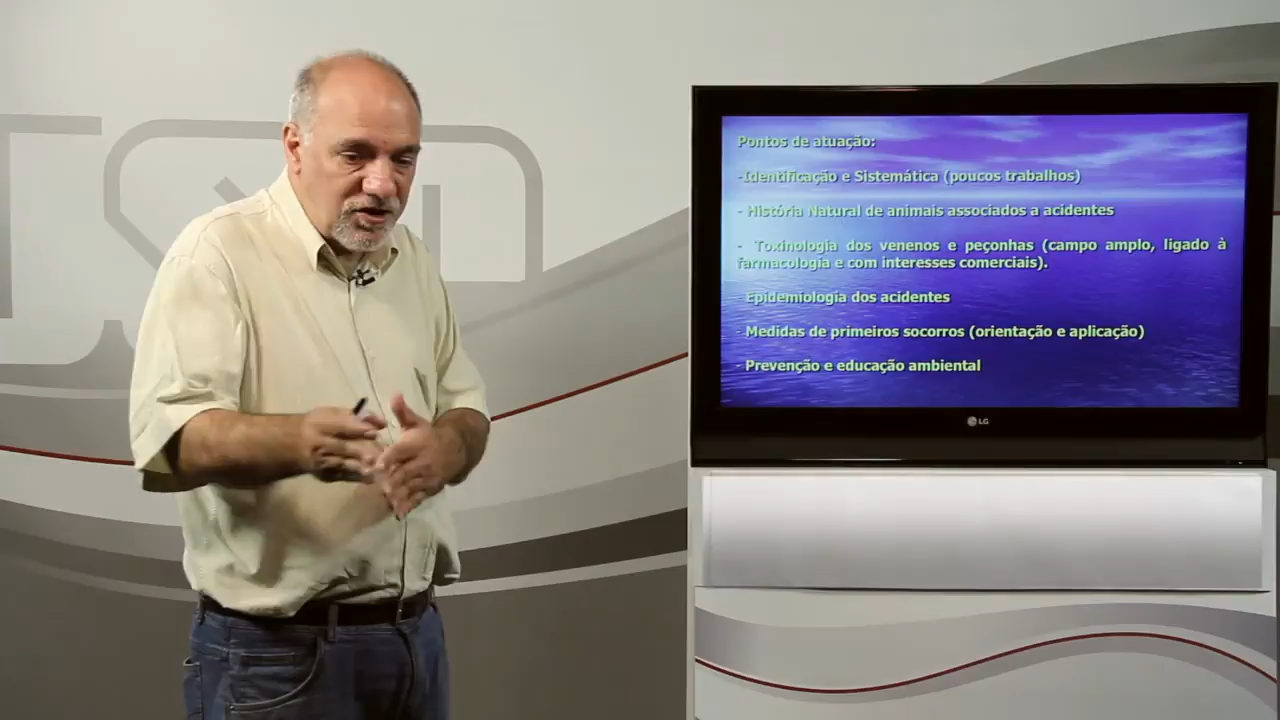 Pontos de atuação:
-Identificação e Sistemática (poucos trabalhos)
- História Natural de animais associados a acidentes
- Toxinologia dos venenos e peçonhas (campo amplo, ligado à
farmacologia e com interesses comerciais).
- Epidemiologia dos acidentes
- Medidas de primeiros socorros (orientação e aplicação)
- Prevenção e educação ambiental
LG